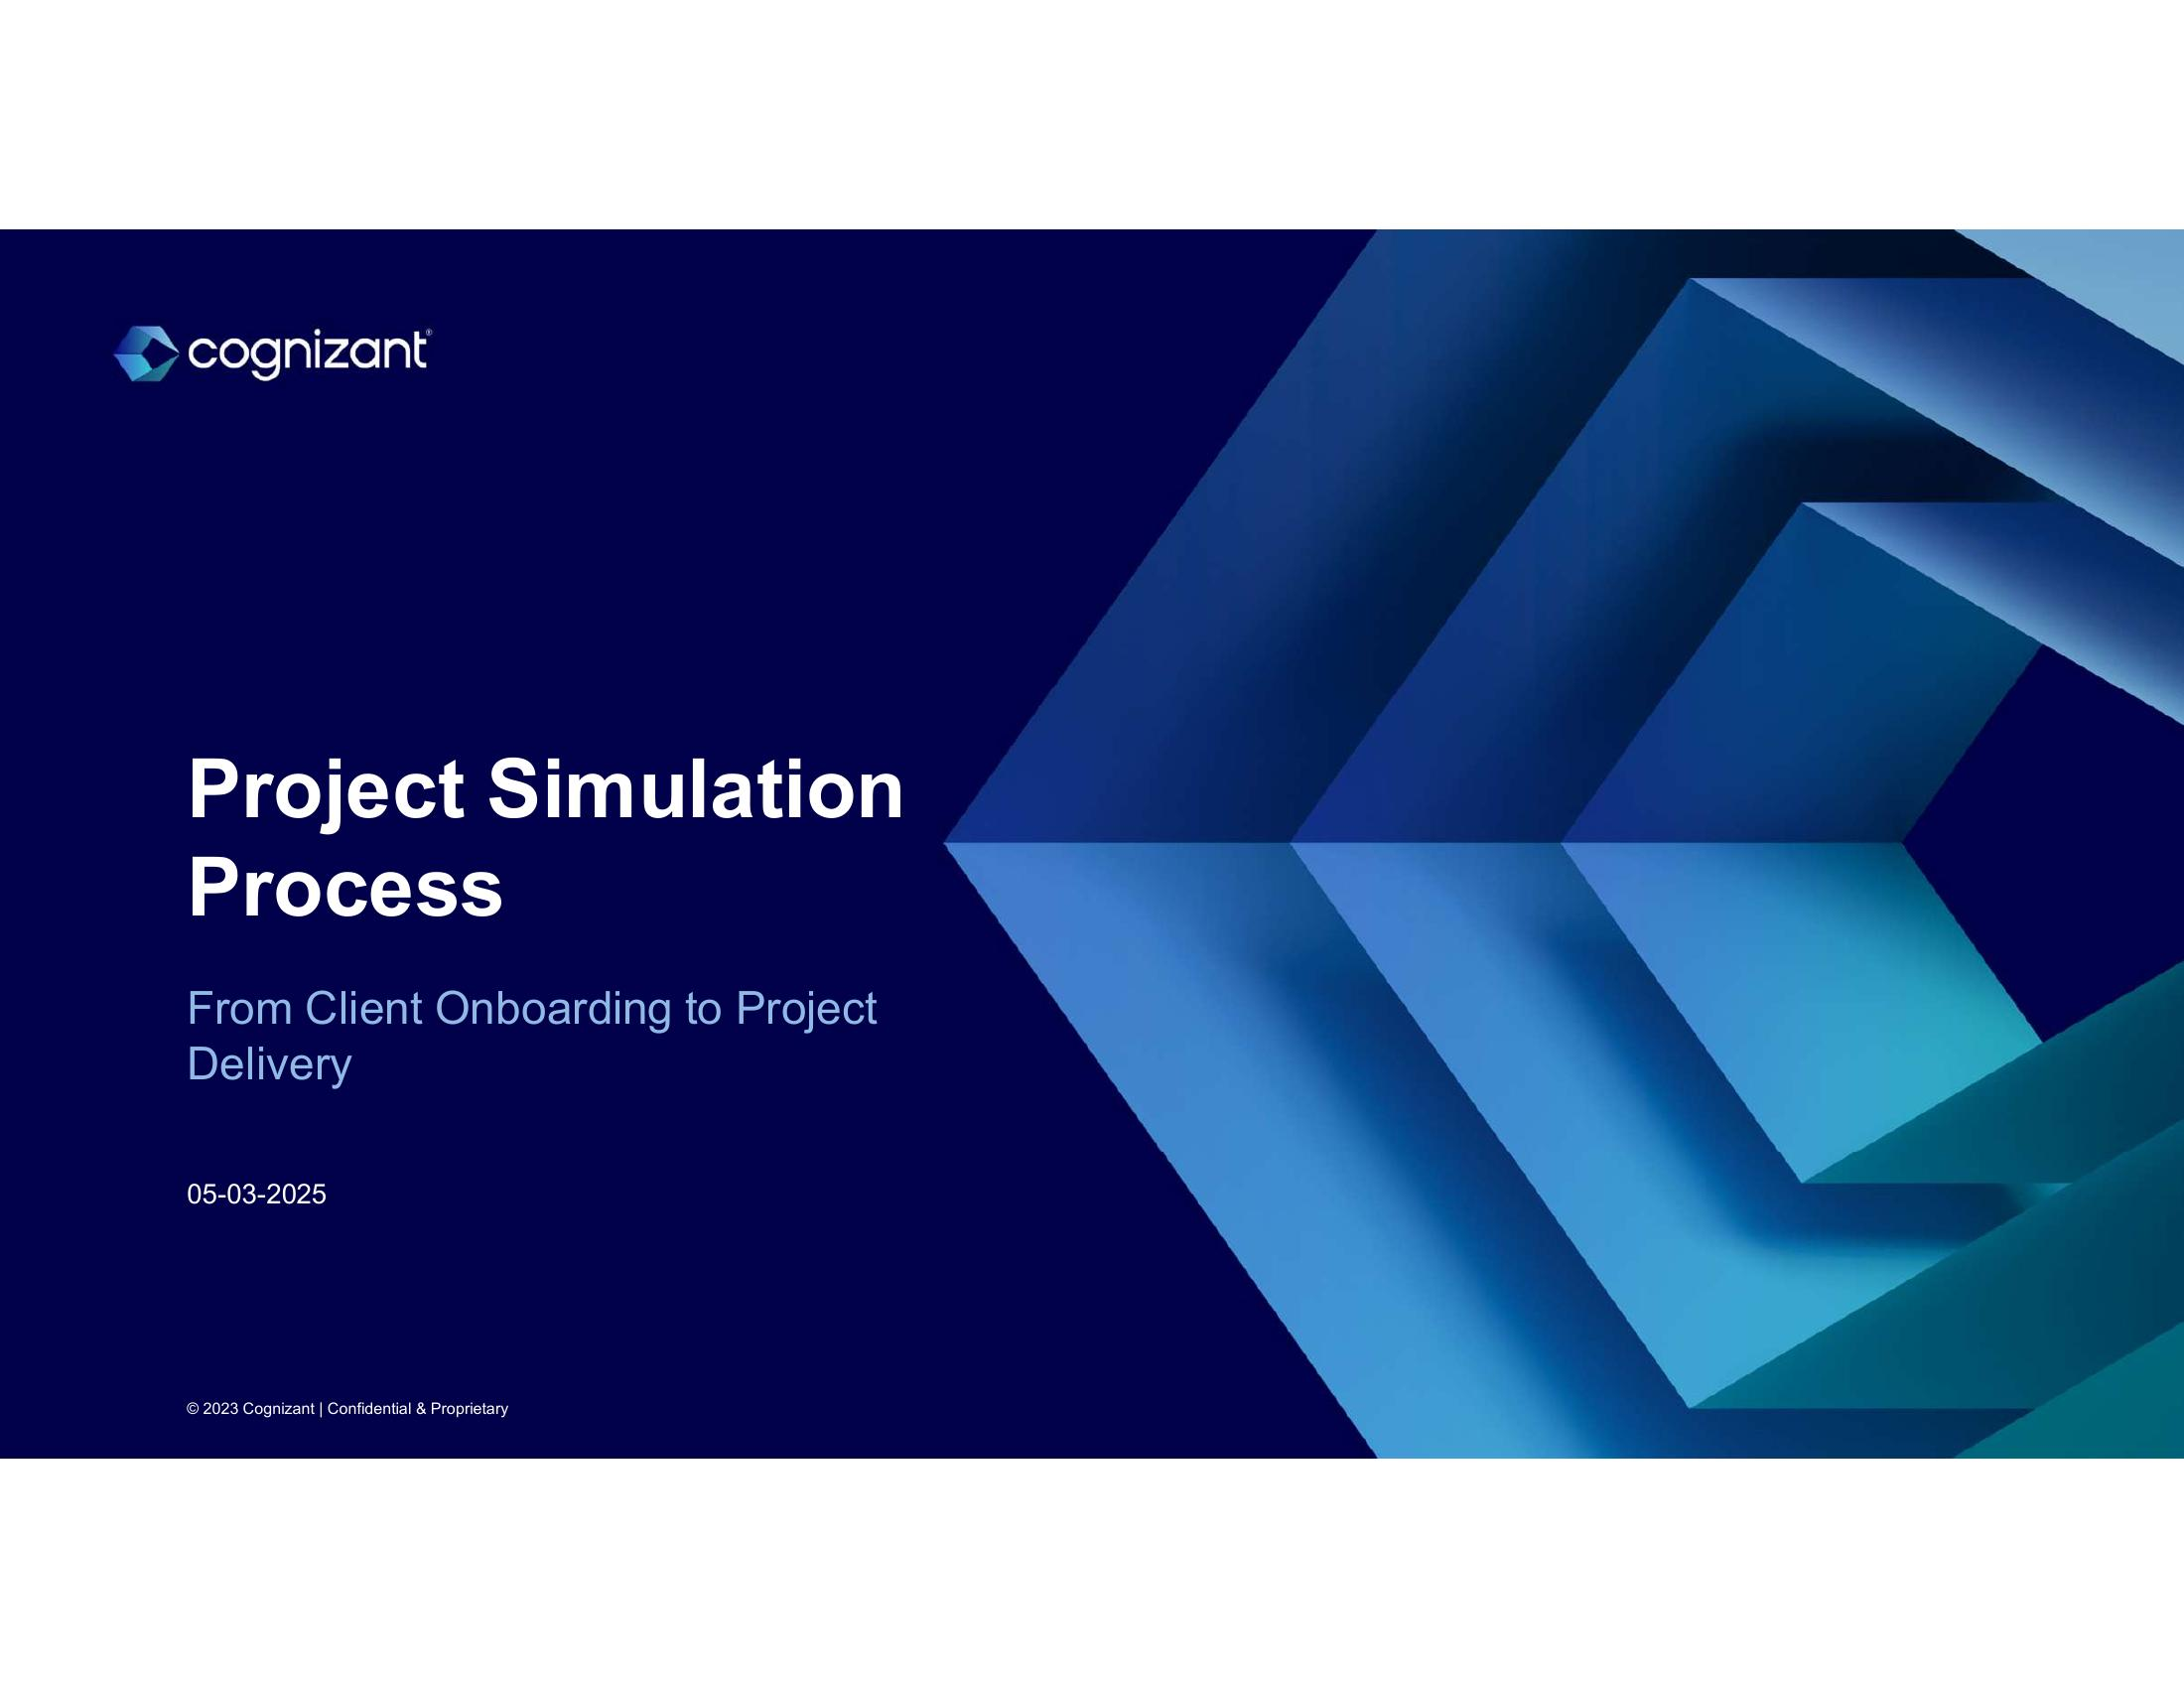 cognizant®
Project Simulation
Process
From Client Onboarding to Project
Delivery
05-03-2025
© 2023 Cognizant | Confidential & Proprietary